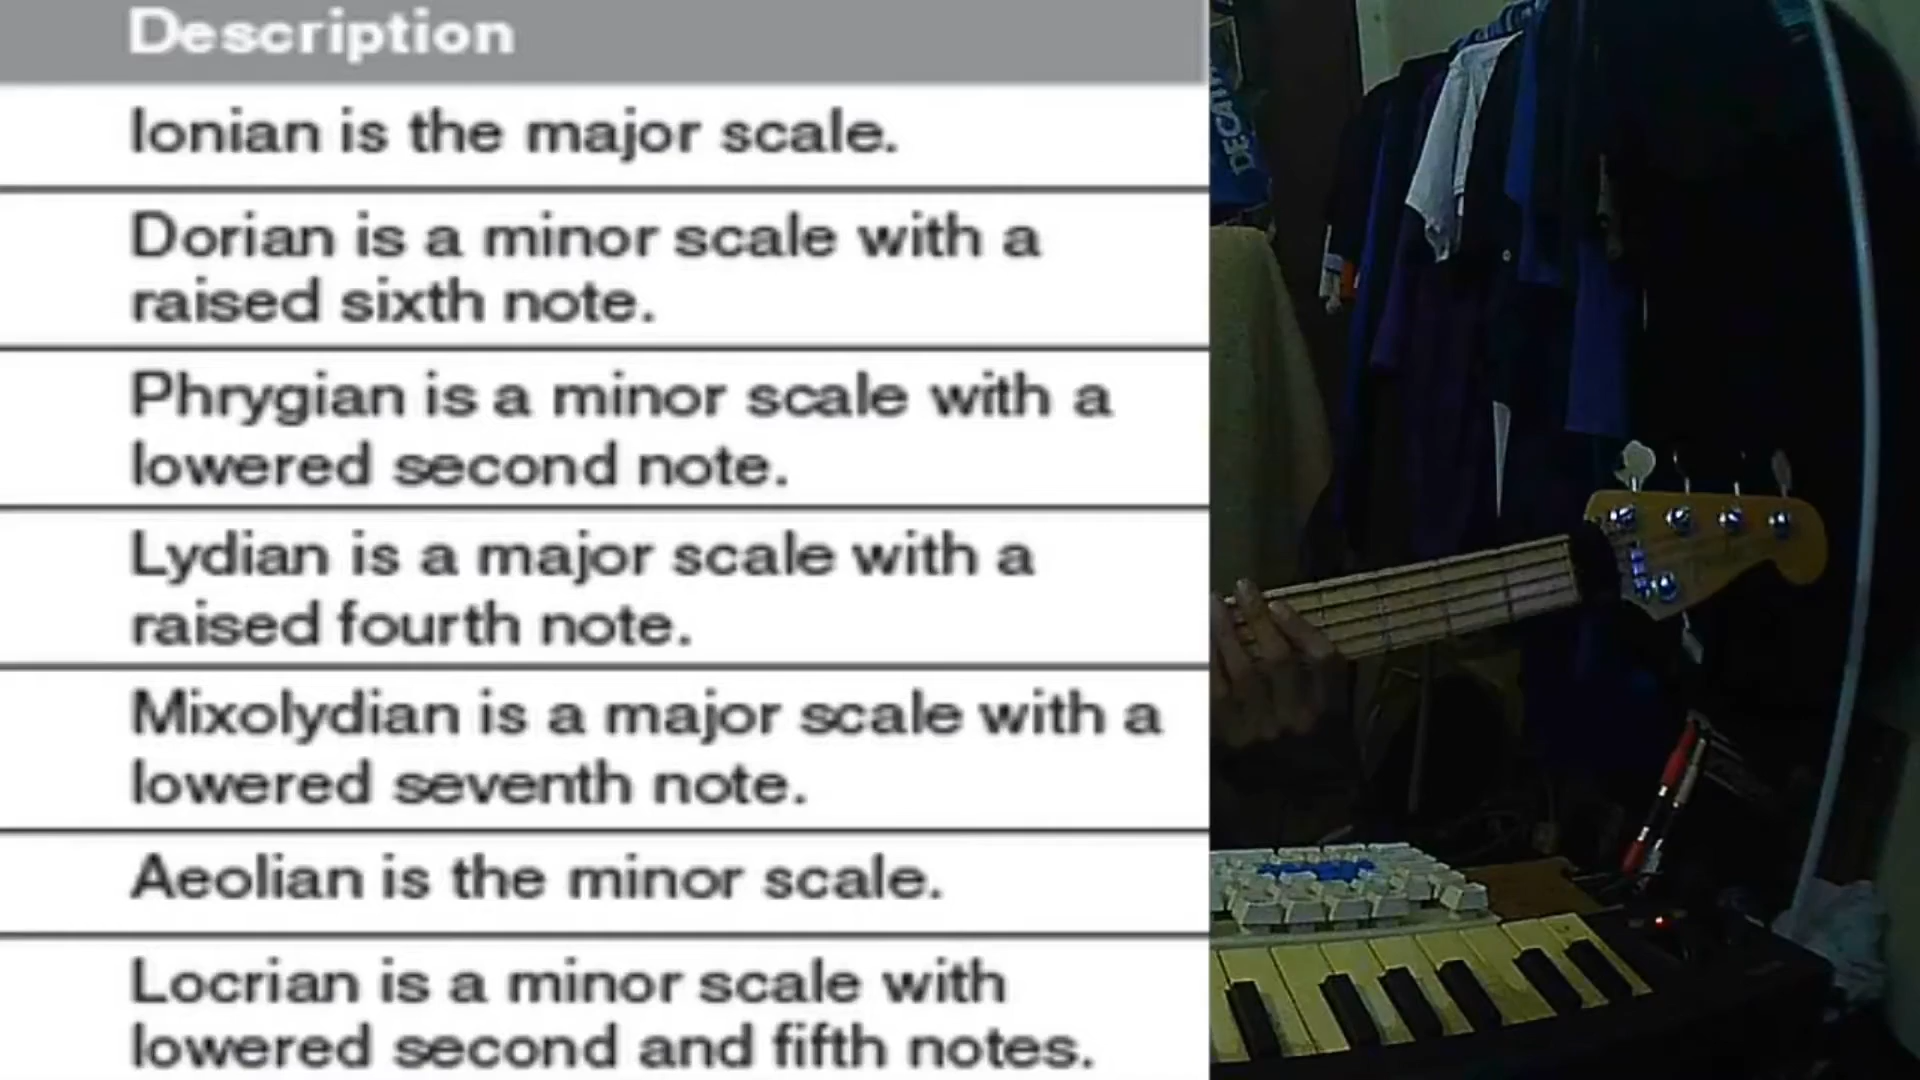 Description
Ionian is the major scale.
Dorian is a minor scale with a
raised sixth note.
Phrygian is a minor scale with a
lowered second note.
Lydian is a major scale with a
raised fourth note.
Mixolydian is a major scale with a
lowered seventh note.
Aeolian is the minor scale.
Locrian is a minor scale with
lowered second and fifth notes.